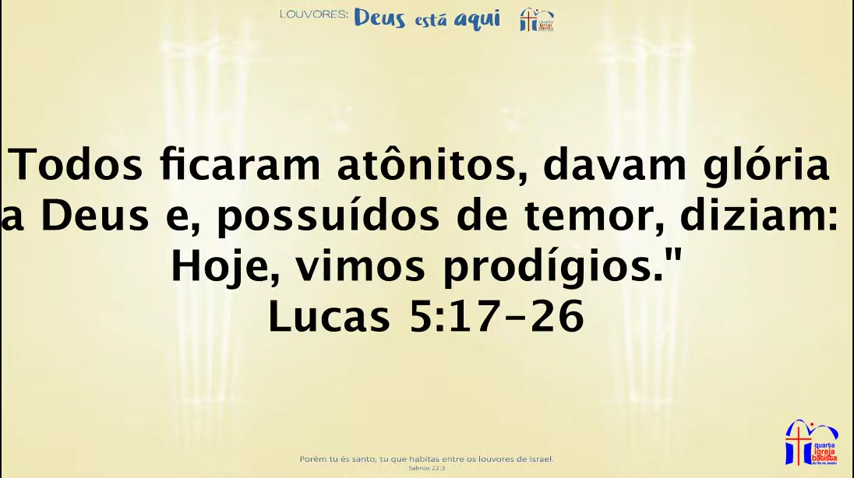 LOUVORES: Deus está aqui
Todos ficaram atônitos, davam glória
a Deus e, possuídos de temor, diziam:
Hoje, vimos prodígios."
Lucas 5:17-26
Porém tu és santo, tu que habitas entre os louvores de Israel.
Salmos 22:3
quarta
igreja
batista